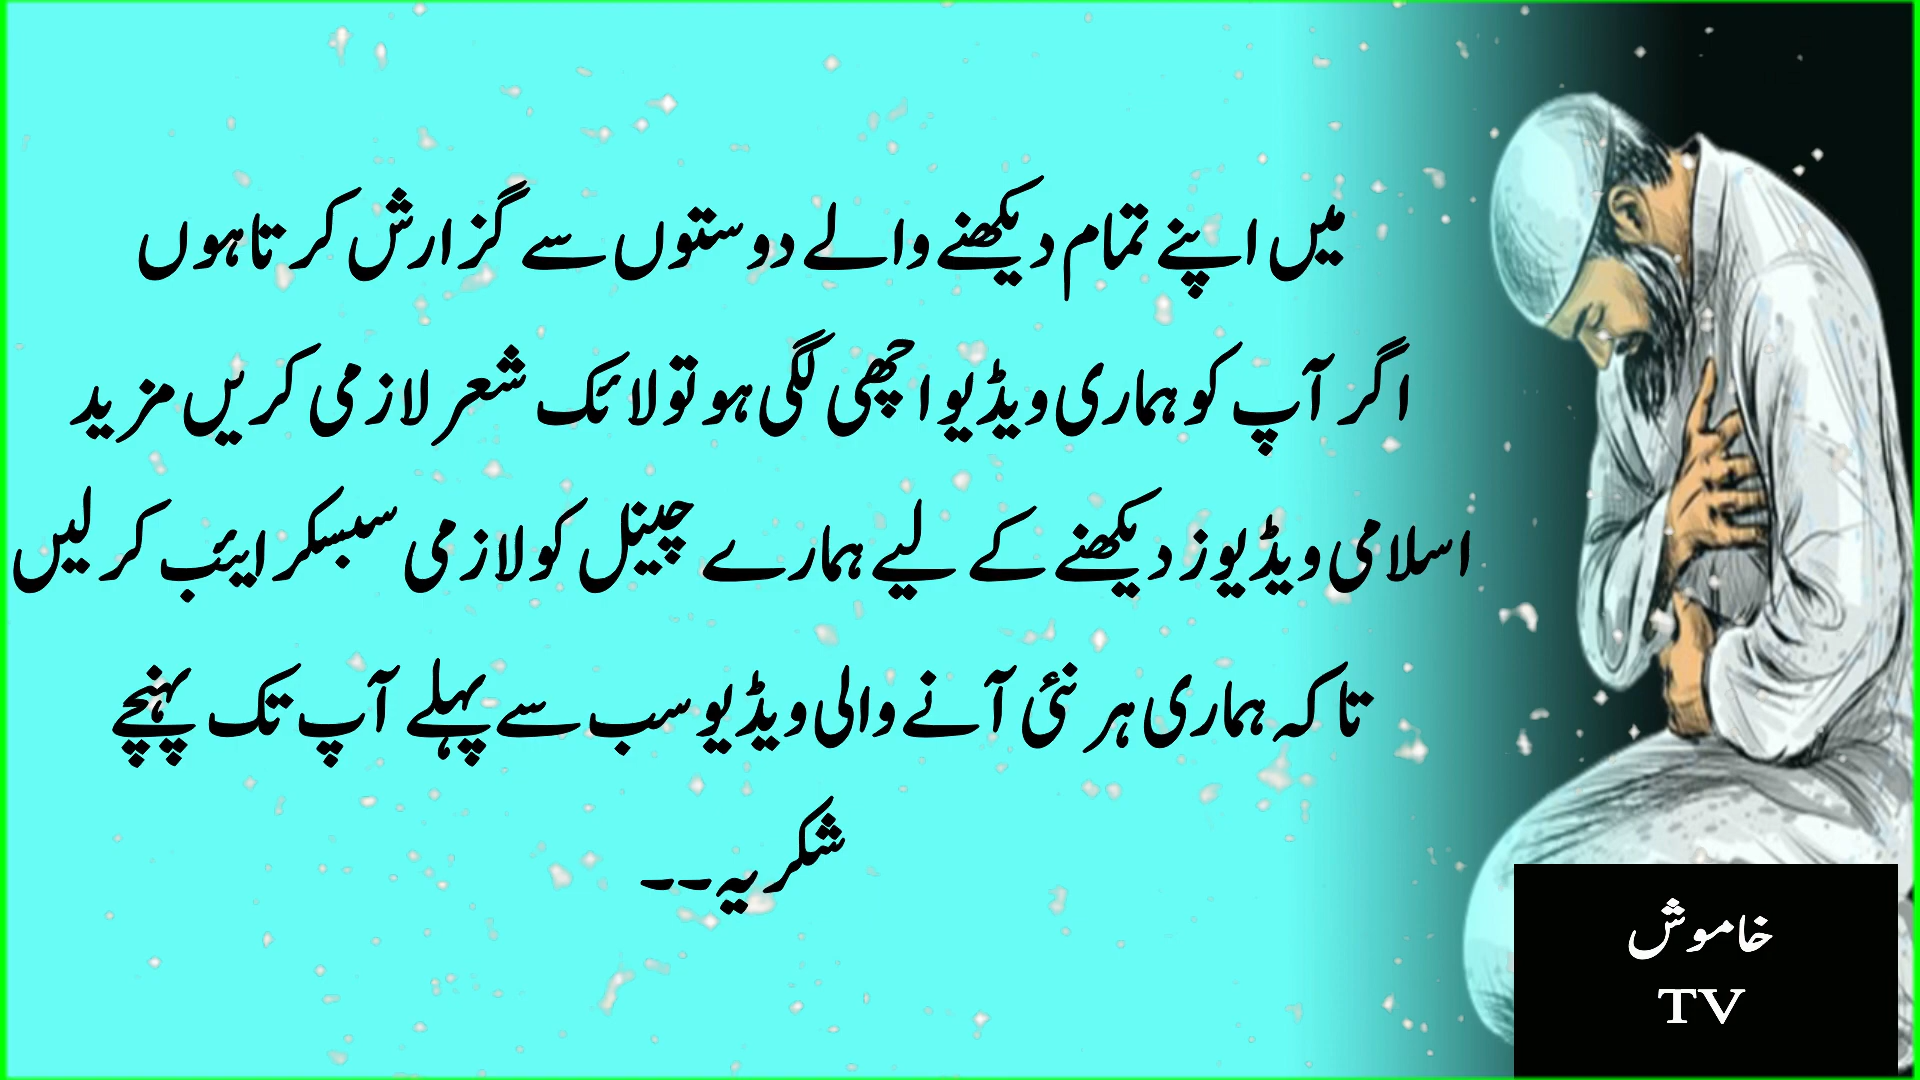 میں اپنے تمام دیکھنے والے دوستوں سے گزارش کرتا ہوں
اگر آپ کو ہماری ویڈیو اچھی لگی ہو تو لائک شعر لازمی کریں مزید
اسلامی ویڈیوز دیکھنے کے لیے ہمارے چینل کو لازمی سبسکرایئب کر لیں
تاکہ ہماری ہر نئی آنے والی ویڈیو سب سے پہلے آپ تک پہنچے
شکریہ۔۔
خاموش
TV